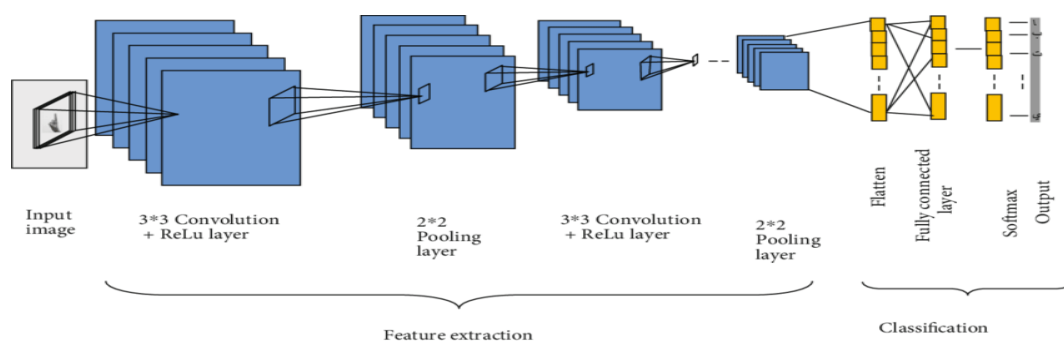 Input
image
3*3 Convolution
+ ReLu layer
2*2
Pooling
layer
3*3 Convolution
+ ReLu layer
2*2
Pooling
layer
Flatten
Fully connected
layer
Softmax
Output
Feature extraction
Classification